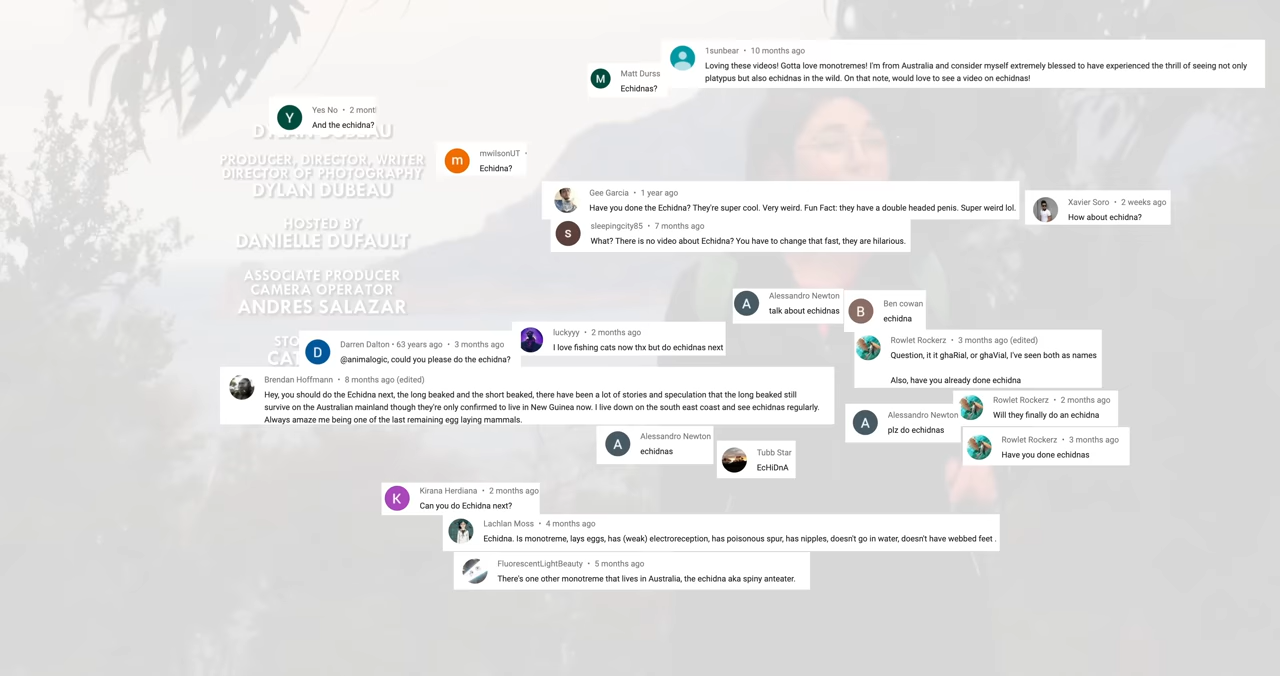 1sunbear • 10 months ago
Loving these videos! Gotta love monotremes! I'm from Australia and consider myself extremely blessed to have experienced the thrill of seeing not only
platypus but also echidnas in the wild. On that note, would love to see a video on echidnas!
M
Matt Durss
Echidnas?
Y
Yes No • 2 mont
And the echidna?
DYLAN DUBEAU
PRODUCER, DIRECTOR, WRITER
DIRECTOR OF PHOTOGRAPHY
DYLAN DUBEAU
m
mwilsonUT •
Echidna?
Gee Garcia • 1 year ago
Have you done the Echidna? They're super cool. Very weird. Fun Fact: they have a double headed penis. Super weird lol.
Xavier Soro • 2 weeks ago
How about echidna?
s
sleepingcity85 • 7 months ago
What? There is no video about Echidna? You have to change that fast, they are hilarious.
HOSTED BY
DANIELLE DUFAULT
ASSOCIATE PRODUCER
CAMERA OPERATOR
ANDRES SALAZAR
A
Alessandro Newton
talk about echidnas
B
Ben cowan
echidna
STO
CAT
D
Darren Dalton • 63 years ago • 3 months ago
@animalogic, could you please do the echidna?
luckyyy • 2 months ago
I love fishing cats now thx but do echidnas next
Rowlet Rockerz • 3 months ago (edited)
Question, it it ghaRial, or ghaVial, I've seen both as names
Also, have you already done echidna
Brendan Hoffmann • 8 months ago (edited)
Hey, you should do the Echidna next, the long beaked and the short beaked, there have been a lot of stories and speculation that the long beaked still
survive on the Australian mainland though they're only confirmed to live in New Guinea now. I live down on the south east coast and see echidnas regularly.
Always amaze me being one of the last remaining egg laying mammals.
Rowlet Rockerz • 2 months ago
Will they finally do an echidna
A
Alessandro Newton
plz do echidnas
A
Alessandro Newton
echidnas
Rowlet Rockerz • 3 months ago
Have you done echidnas
Tubb Star
EcHiDnA
K
Kirana Herdiana • 2 months ago
Can you do Echidna next?
Lachlan Moss • 4 months ago
Echidna. Is monotreme, lays eggs, has (weak) electroreception, has poisonous spur, has nipples, doesn't go in water, doesn't have webbed feet .
FluorescentLightBeauty • 5 months ago
There's one other monotreme that lives in Australia, the echidna aka spiny anteater.